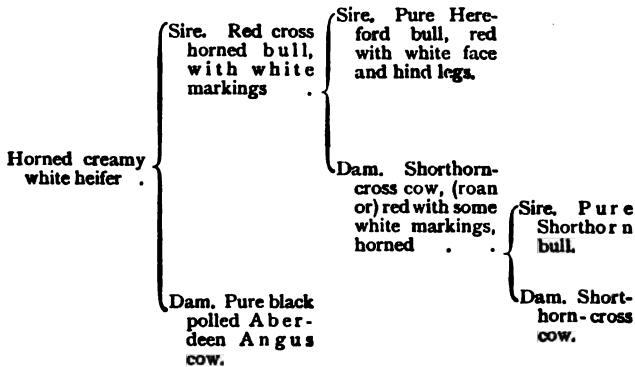 Sire. Red cross
horned bull,
with white
markings .
Sire. Pure Here-
ford bull, red
with white face
and hind legs.
Horned creamy
white heifer .
Dam. Shorthorn-
cross cow, (roan
or) red with some
white markings,
horned . .
Sire. Pure
Shorthorn
bull.
Dam. Short-
horn-cross
cow.
Dam. Pure black
polled Aber-
deen Angus
cow.